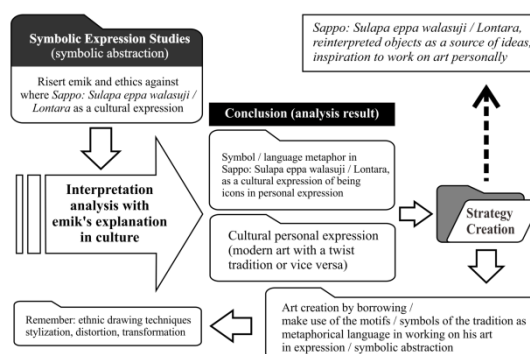 Symbolic Expression Studies
(symbolic abstraction)
Risert emik and ethics against
where Sappo: Sulapa eppa walasuji /
Lontara as a cultural expression
Interpretation
analysis with
emik's explanation
in culture
Conclusion (analysis result)
Symbol / language metaphor in
Sappo: Sulapa eppa walasuji / Lontara,
as a cultural expression of being
icons in personal expression
Cultural personal expression
(modern art with a twist
tradition or vice versa)
Sappo: Sulapa eppa walasuji / Lontara,
reinterpreted objects as a source of ideas,
inspiration to work on art personally
Strategy
Creation
Art creation by borrowing /
make use of the motifs / symbols of the tradition as
metaphorical language in working on his art
in expression / symbolic abstraction
Remember: ethnic drawing techniques
stylization, distortion, transformation